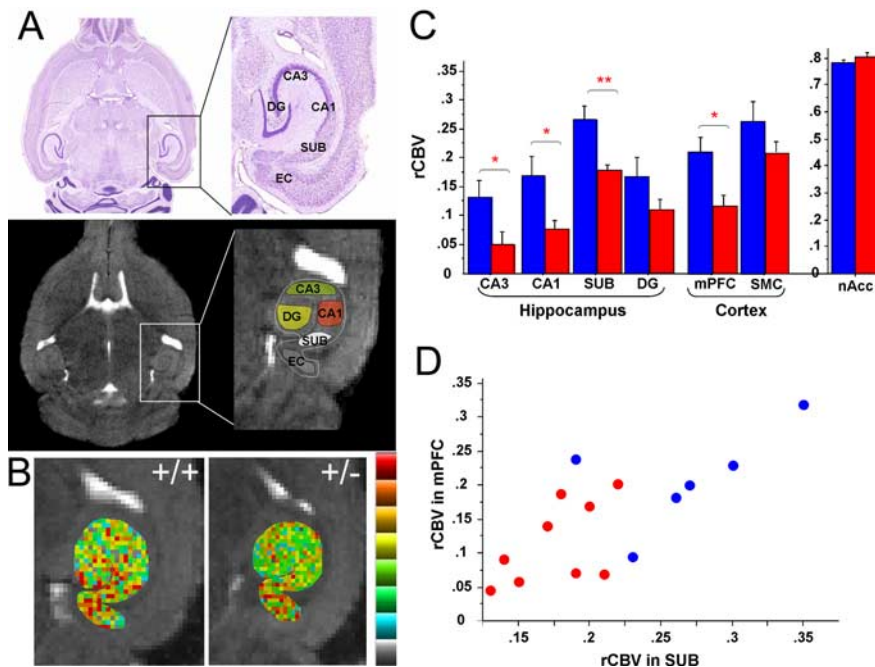 A
CA3
DG
CA1
SUB
EC
CA3
DG
CA1
SUB
EC
B
+/+
+/-
C
rCBV
.35
.3
.25
.2
.15
.1
.05
0
*
*
**
*
.8
.7
.6
.5
.4
.3
.2
.1
0
CA3 CA1 SUB DG mPFC SMC nAcc
Hippocampus Cortex
D
rCBV in mPFC
.35
.3
.25
.2
.15
.1
.05
0
.15 .2 .25 .3 .35
rCBV in SUB